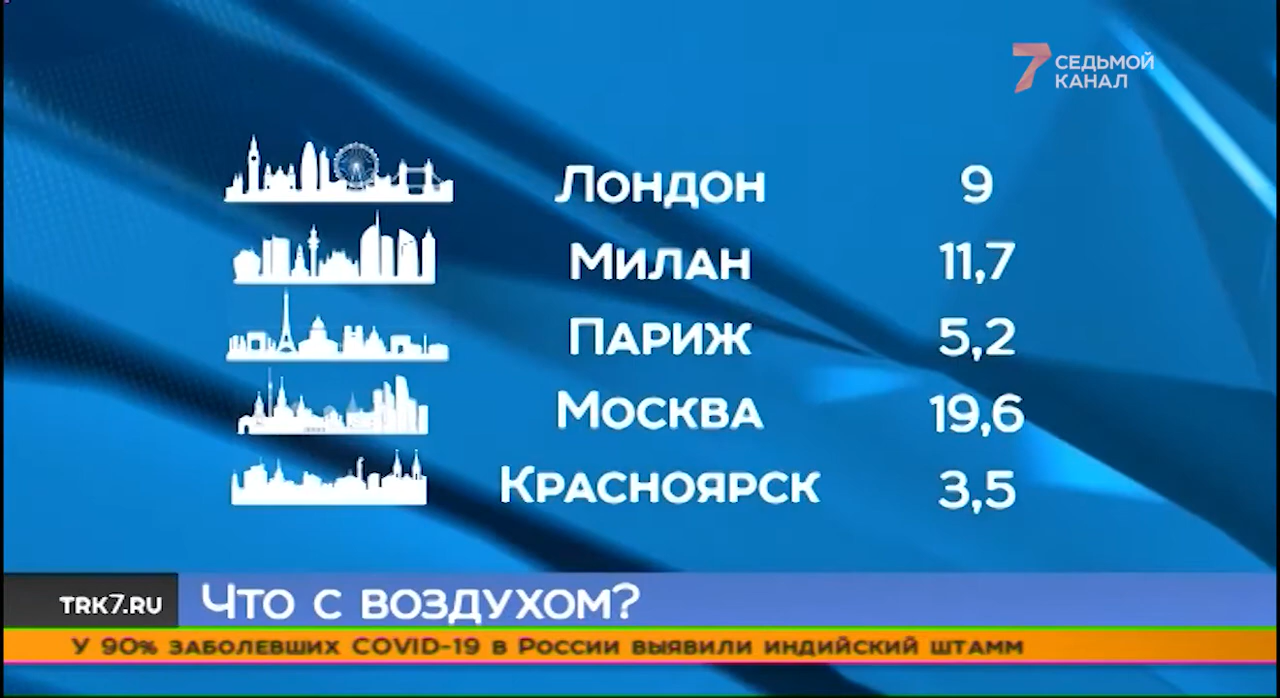 7 СЕДЬМОЙ
КАНАЛ
Лондон 9
Милан 11,7
Париж 5,2
Москва 19,6
Красноярск 3,5
TRK7.RU Что с воздухом?
У 90% заболевших COVID-19 в России выявили индийский штамм